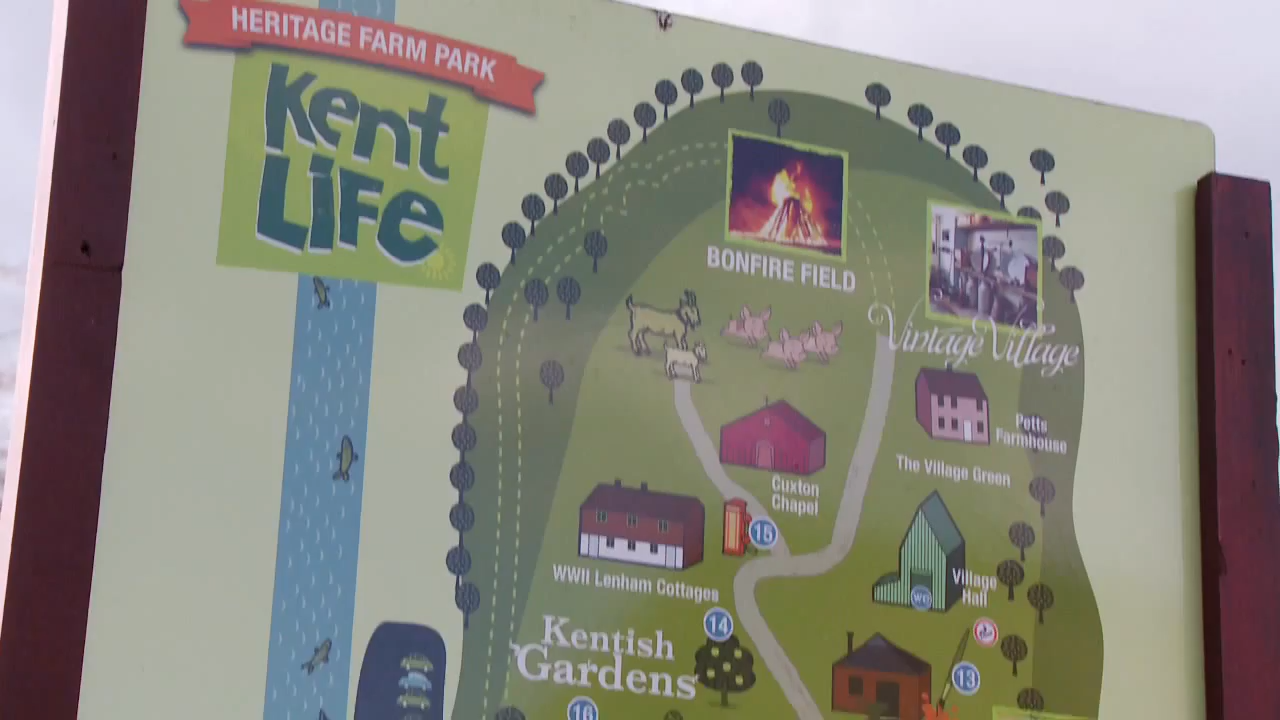 HERITAGE FARM PARK
Kent
Life
BONFIRE FIELD
Vintage Village
Petts
Farmhouse
The Village Green
Cuxton
Chapel
15
WWII Lenham Cottages
Village
Hall
WC
14
Kentish
Gardens
13
16